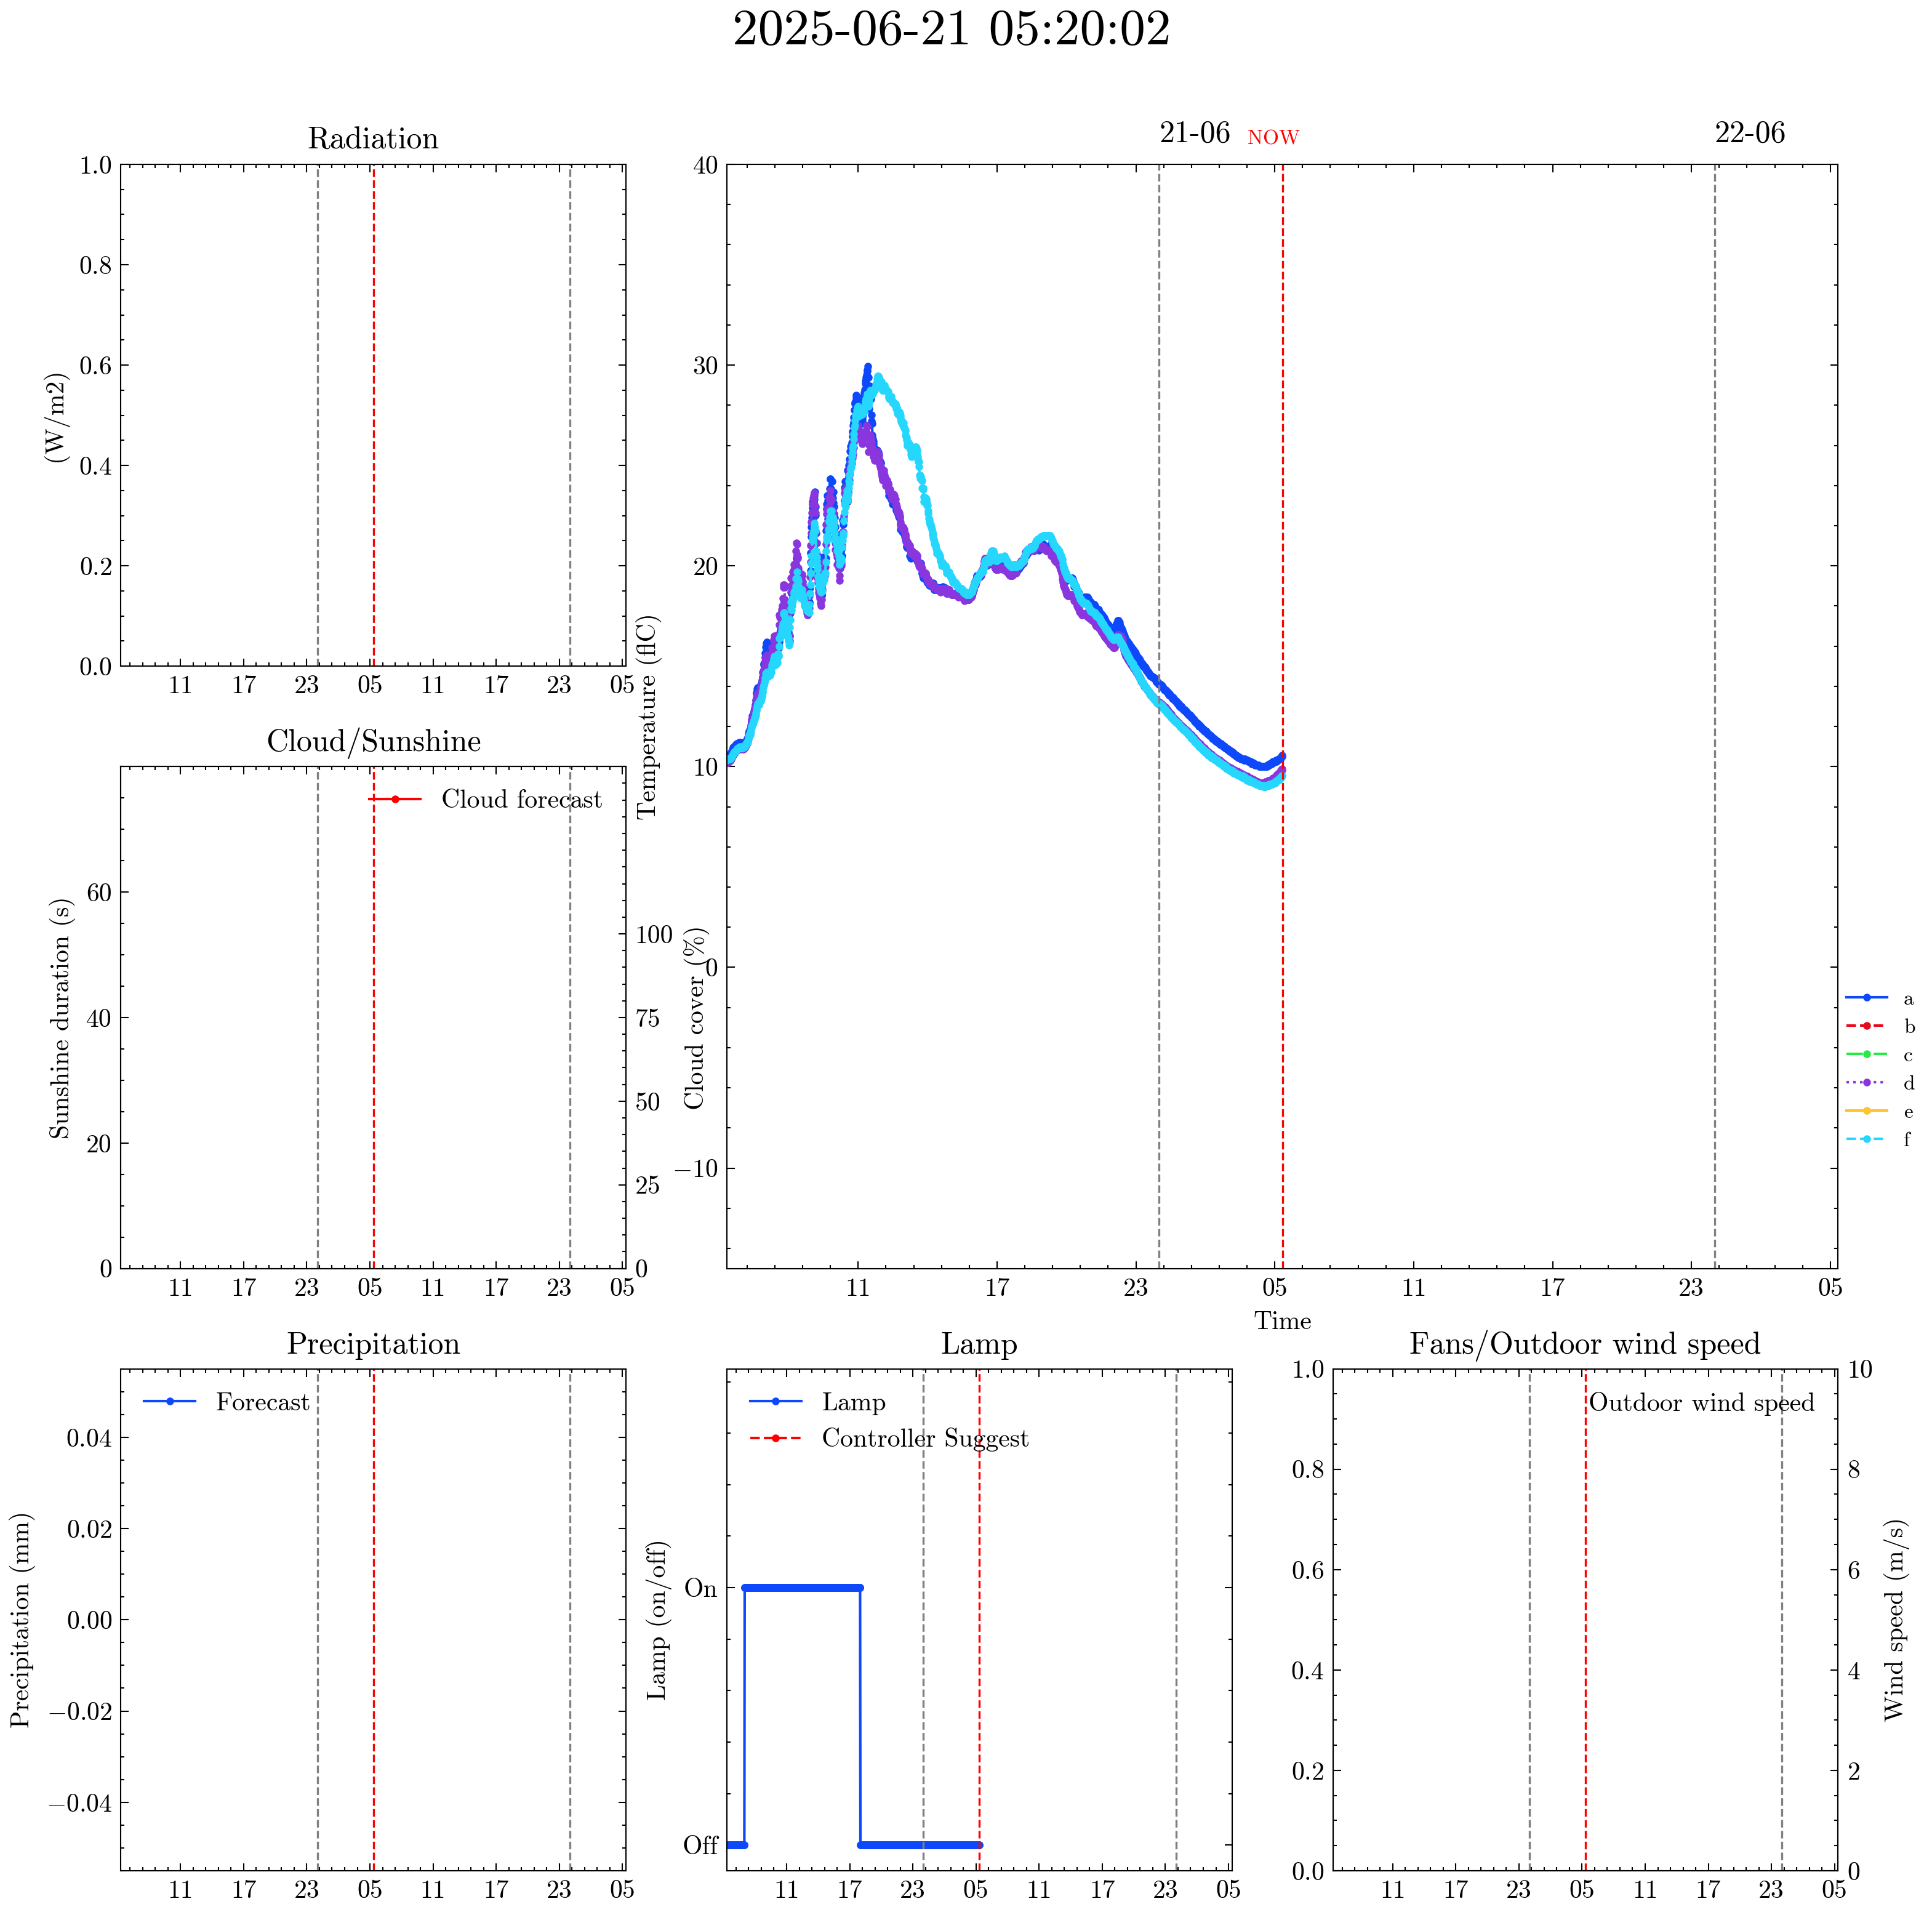 2025-06-21 05:20:02
Radiation
1.0
0.8
0.6
0.4
0.2
0.0
(W/m2)
11 17 23 05 11 17 23 05
21-06 NOW 22-06
40
30
20
10
0
−10
Temperature (flC)
11 17 23 05 11 17 23 05
Time
a
b
c
d
e
f
Cloud/Sunshine
Cloud forecast
60
40
20
0
Sunshine duration (s)
100
75
50
25
0
Cloud cover (%)
11 17 23 05 11 17 23 05
Precipitation
Forecast
0.04
0.02
0.00
−0.02
−0.04
Precipitation (mm)
11 17 23 05 11 17 23 05
Lamp
Lamp
Controller Suggest
On
Off
Lamp (on/off)
11 17 23 05 11 17 23 05
Fans/Outdoor wind speed
Outdoor wind speed
1.0
0.8
0.6
0.4
0.2
0.0
10
8
6
4
2
0
Wind speed (m/s)
11 17 23 05 11 17 23 05